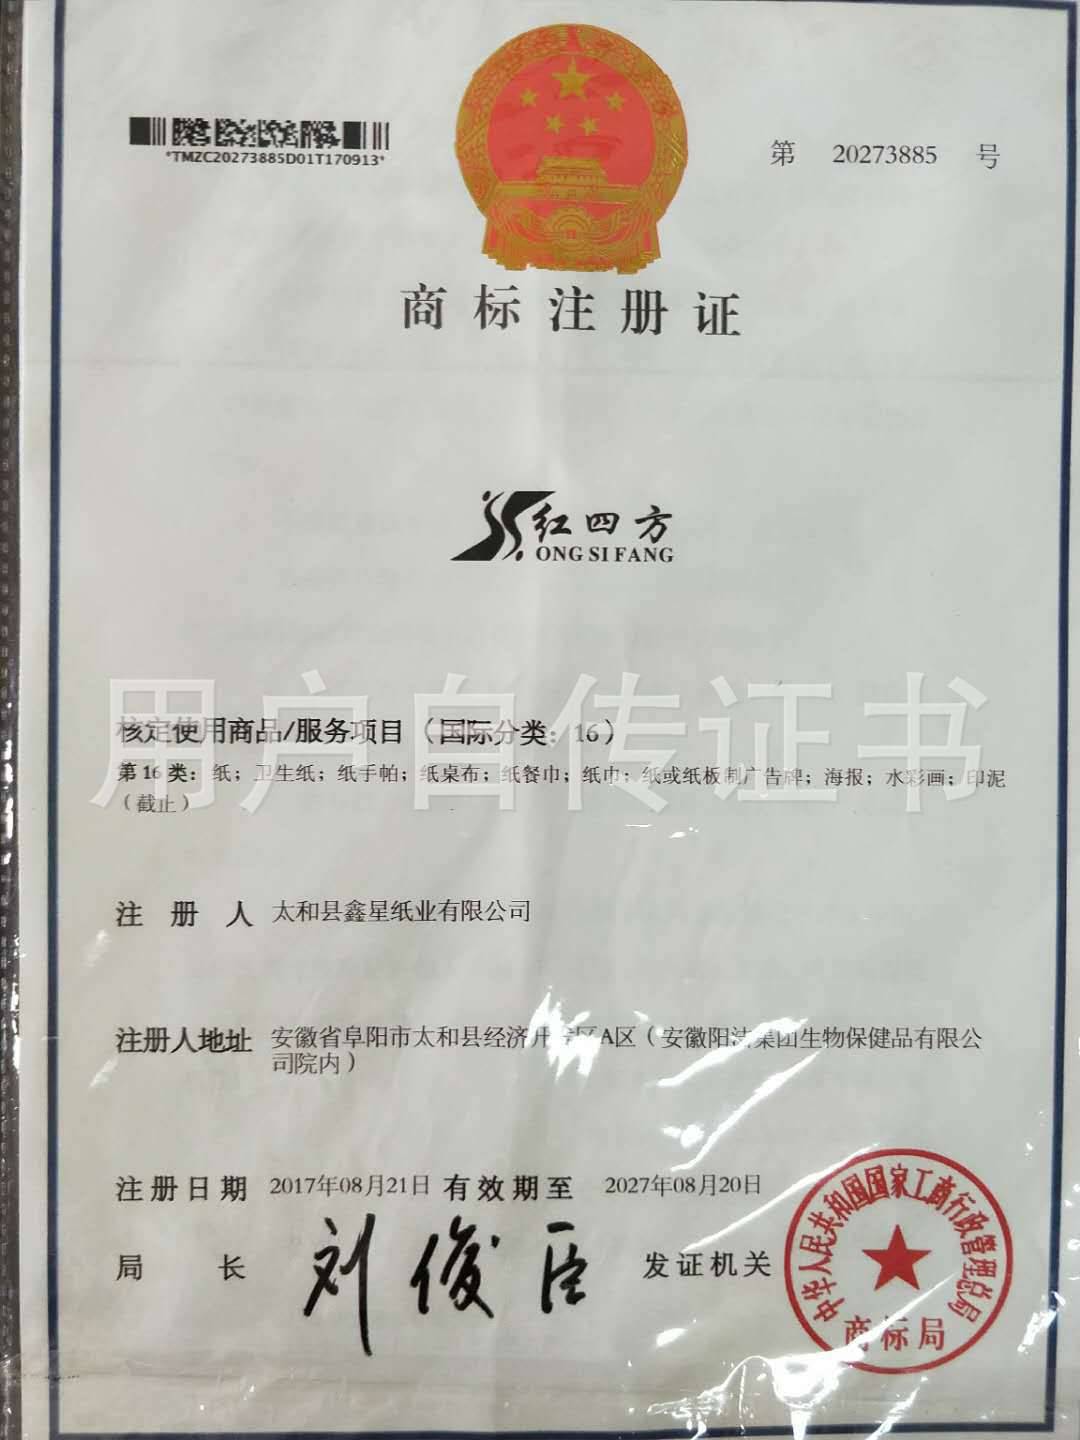 *TMZC20273885D01T170913*
第 20273885 号
商标注册证
红四方
ONG SI FANG
核定使用商品/服务项目（国际分类：16）
第16类：纸；卫生纸；纸手帕；纸桌布；纸餐巾；纸巾；纸或纸板制广告牌；海报；水彩画；印泥
（截止）
用户自传证书
注册人 太和县鑫星纸业有限公司
注册人地址 安徽省阜阳市太和县经济开发区A区（安徽阳洁集团生物保健品有限公
司院内）
注册日期 2017年08月21日 有效期至 2027年08月20日
局长 刘俊臣 发证机关
中华人民共和国国家工商行政管理总局
商标局